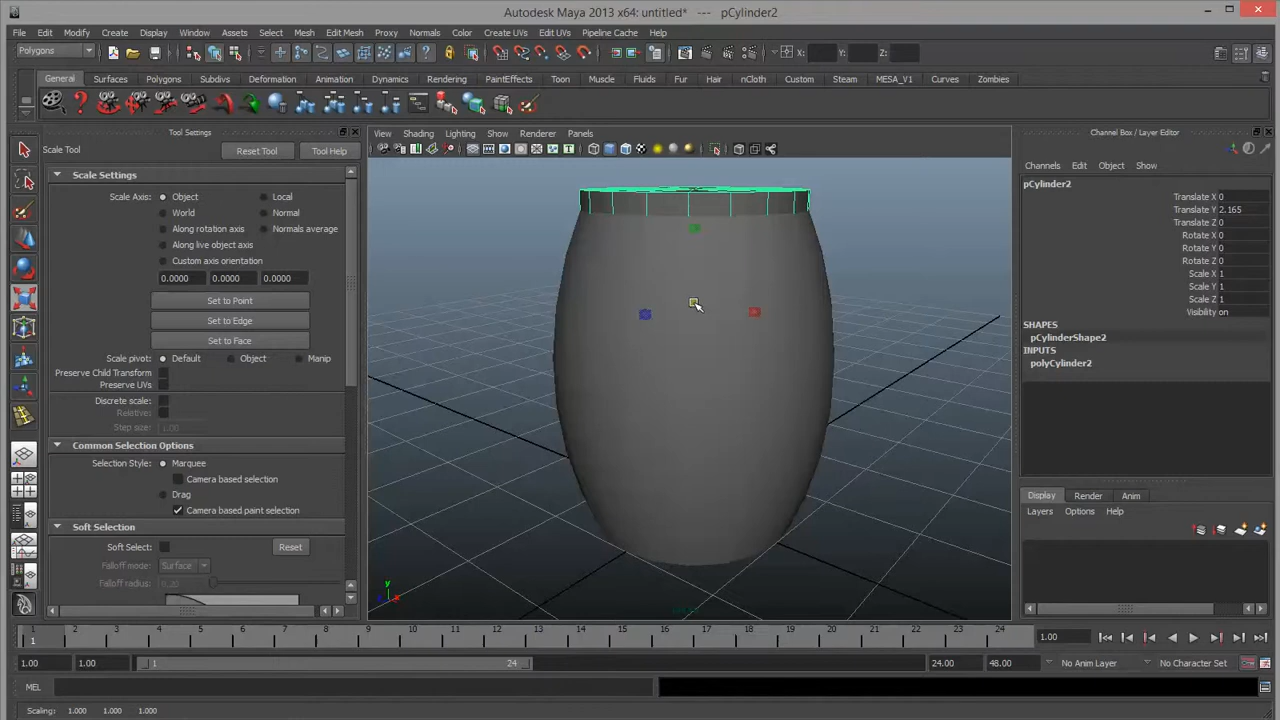 Autodesk Maya 2013 x64: untitled* --- pCylinder2
File Edit Modify Create Display Window Assets Select Mesh Edit Mesh Proxy Normals Color Create UVs Edit UVs Pipeline Cache Help
Polygons X: Y: Z:
General Surfaces Polygons Subdivs Deformation Animation Dynamics Rendering PaintEffects Toon Muscle Fluids Fur Hair nCloth Custom Steam MESA_V1 Curves Zombies
Tool Settings
Scale Tool Reset Tool Tool Help
Scale Settings
Scale Axis: Object Local
World Normal
Along rotation axis Normals average
Along live object axis
Custom axis orientation
0.0000 0.0000 0.0000
Set to Point
Set to Edge
Set to Face
Scale pivot: Default Object Manip
Preserve Child Transform
Preserve UVs
Discrete scale:
Relative:
Step size: 1.00
Common Selection Options
Selection Style: Marquee
Camera based selection
Drag
Camera based paint selection
Soft Selection
Soft Select: Reset
Falloff mode: Surface
Falloff radius: 0.20
View Shading Lighting Show Renderer Panels
y
x
Channel Box / Layer Editor
Channels Edit Object Show
pCylinder2
Translate X 0
Translate Y 2.165
Translate Z 0
Rotate X 0
Rotate Y 0
Rotate Z 0
Scale X 1
Scale Y 1
Scale Z 1
Visibility on
SHAPES
pCylinderShape2
INPUTS
polyCylinder2
Display Render Anim
Layers Options Help
1 2 3 4 5 6 7 8 9 10 11 12 13 14 15 16 17 18 19 20 21 22 23 24 1.00
1
1.00 1.00 1 24 24.00 48.00 No Anim Layer No Character Set
MEL
Scaling: 1.000 1.000 1.000